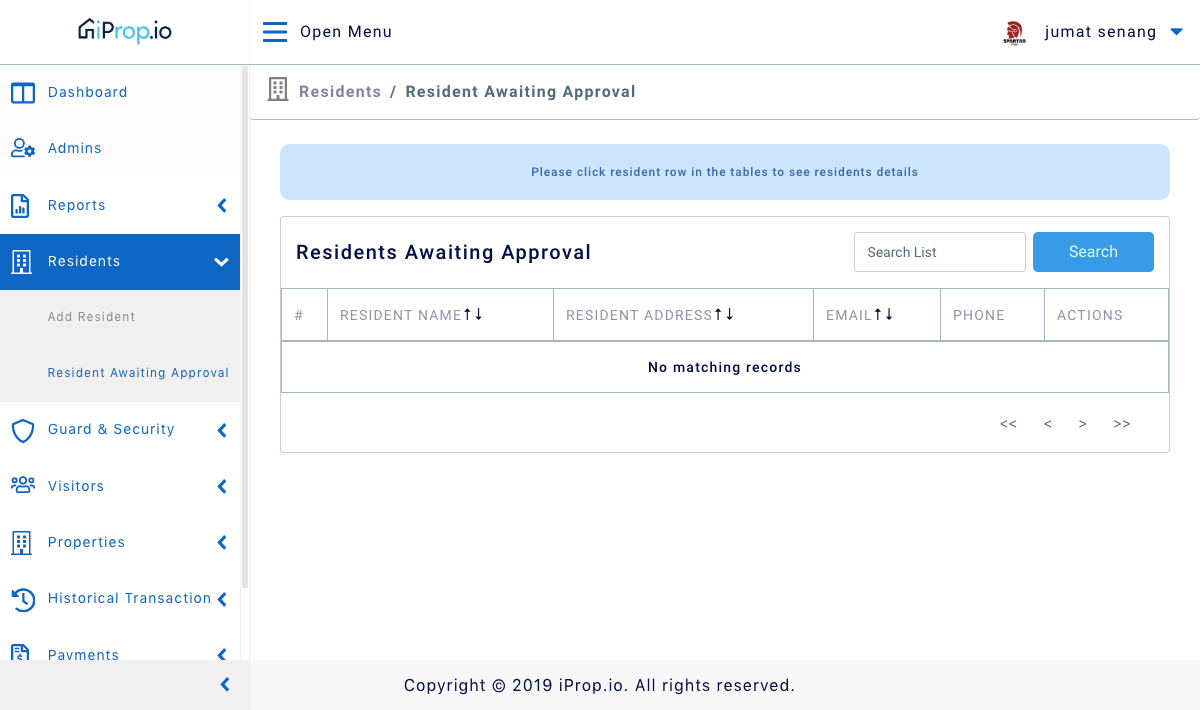 iProp.io
Open Menu
SPARTAN
jumat senang
Dashboard
Admins
Reports
Residents
Add Resident
Resident Awaiting Approval
Guard & Security
Visitors
Properties
Historical Transaction
Payments
Residents / Resident Awaiting Approval
Please click resident row in the tables to see residents details
Residents Awaiting Approval
Search List
Search
# RESIDENT NAME↑↓ RESIDENT ADDRESS↑↓ EMAIL↑↓ PHONE ACTIONS
No matching records
<< < > >>
Copyright © 2019 iProp.io. All rights reserved.